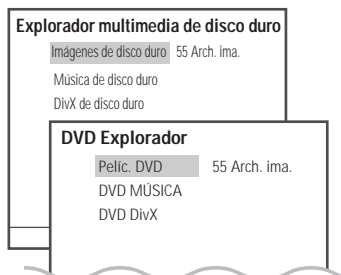 Explorador multimedia de disco duro
Imágenes de disco duro 55 Arch. ima.
Música de disco duro
DivX de disco duro
DVD Explorador
Pelíc. DVD 55 Arch. ima.
DVD MÚSICA
DVD DivX